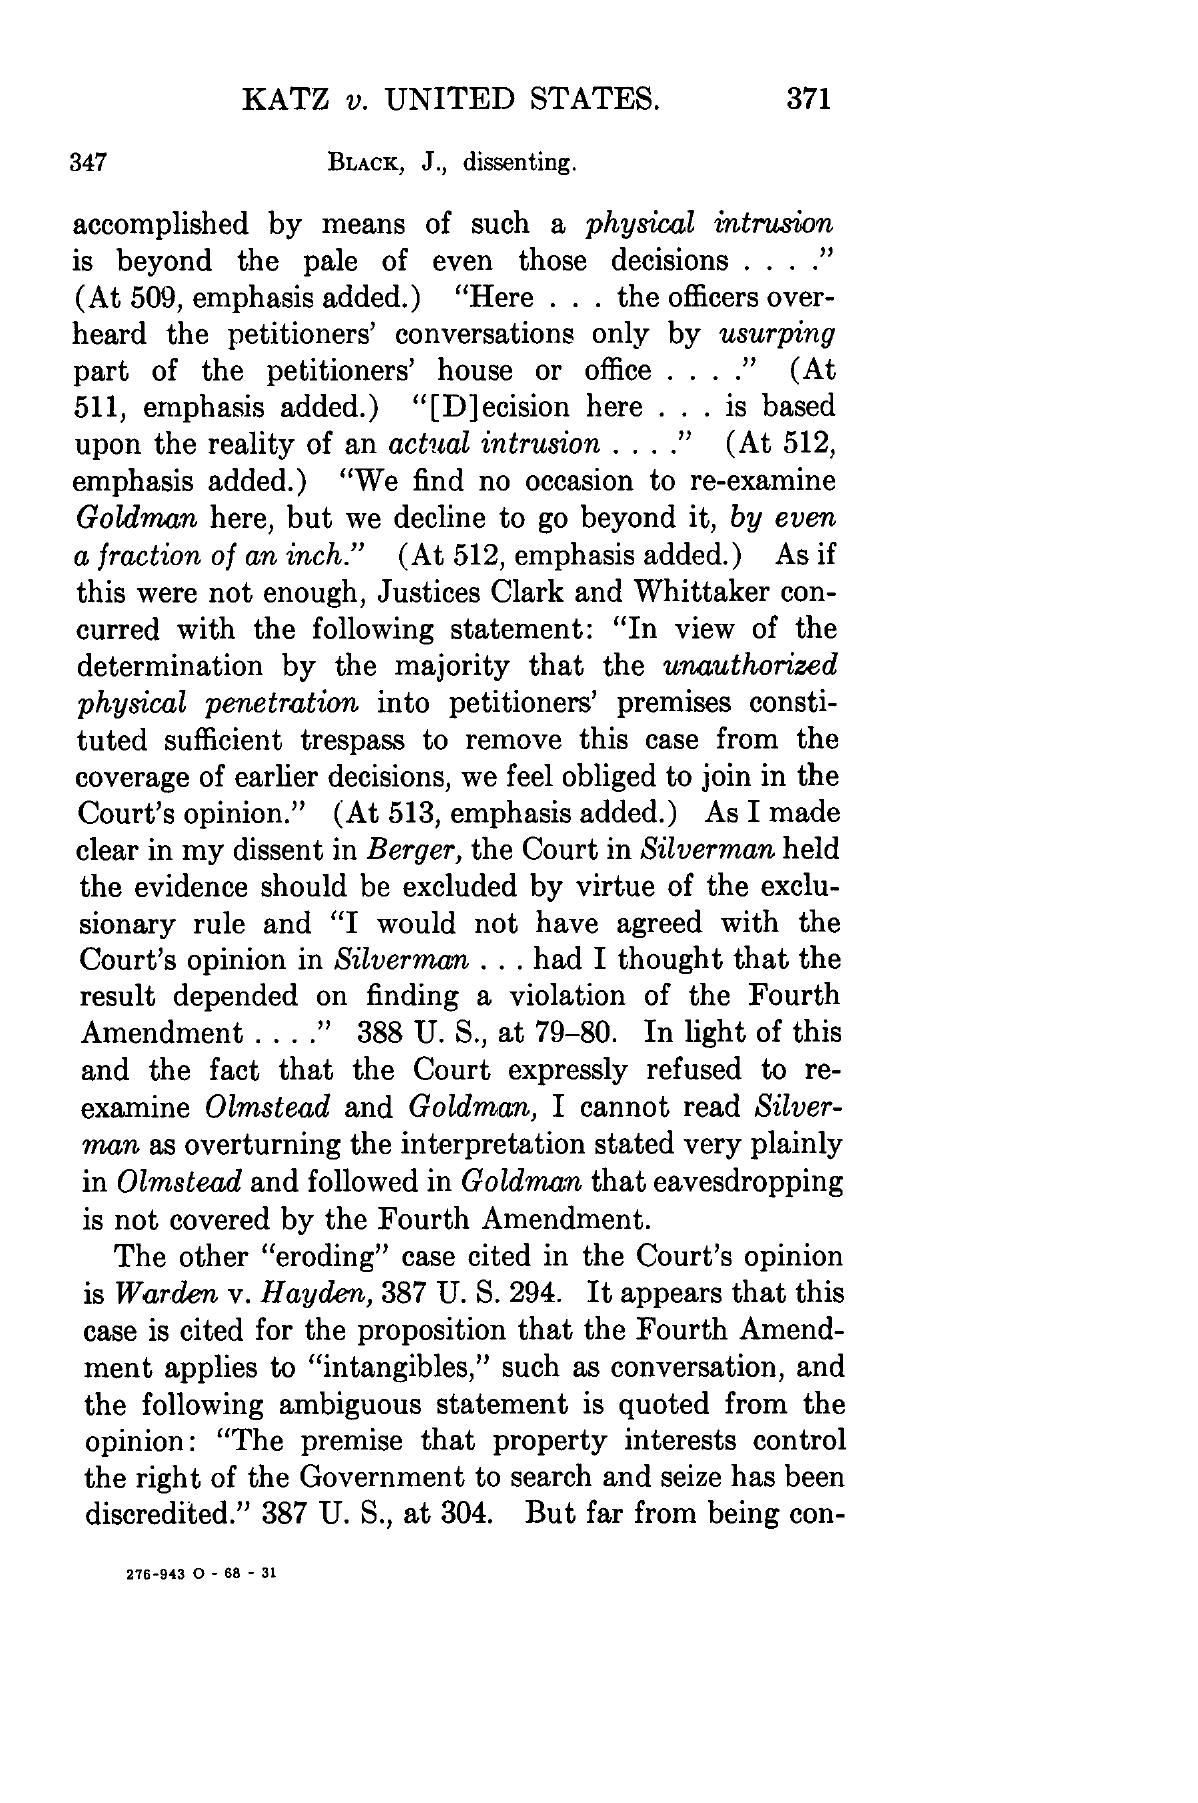 KATZ v. UNITED STATES. 371
347 BLACK, J., dissenting.
accomplished by means of such a physical intrusion
is beyond the pale of even those decisions . . . ."
(At 509, emphasis added.) "Here . . . the officers over-
heard the petitioners' conversations only by usurping
part of the petitioners' house or office . . . ." (At
511, emphasis added.) "[D]ecision here . . . is based
upon the reality of an actual intrusion . . . ." (At 512,
emphasis added.) "We find no occasion to re-examine
Goldman here, but we decline to go beyond it, by even
a fraction of an inch." (At 512, emphasis added.) As if
this were not enough, Justices Clark and Whittaker con-
curred with the following statement: "In view of the
determination by the majority that the unauthorized
physical penetration into petitioners' premises consti-
tuted sufficient trespass to remove this case from the
coverage of earlier decisions, we feel obliged to join in the
Court's opinion." (At 513, emphasis added.) As I made
clear in my dissent in Berger, the Court in Silverman held
the evidence should be excluded by virtue of the exclu-
sionary rule and "I would not have agreed with the
Court's opinion in Silverman . . . had I thought that the
result depended on finding a violation of the Fourth
Amendment . . . ." 388 U. S., at 79–80. In light of this
and the fact that the Court expressly refused to re-
examine Olmstead and Goldman, I cannot read Silver-
man as overturning the interpretation stated very plainly
in Olmstead and followed in Goldman that eavesdropping
is not covered by the Fourth Amendment.
The other "eroding" case cited in the Court's opinion
is Warden v. Hayden, 387 U. S. 294. It appears that this
case is cited for the proposition that the Fourth Amend-
ment applies to "intangibles," such as conversation, and
the following ambiguous statement is quoted from the
opinion: "The premise that property interests control
the right of the Government to search and seize has been
discredited." 387 U. S., at 304. But far from being con-
276-943 O - 68 - 31